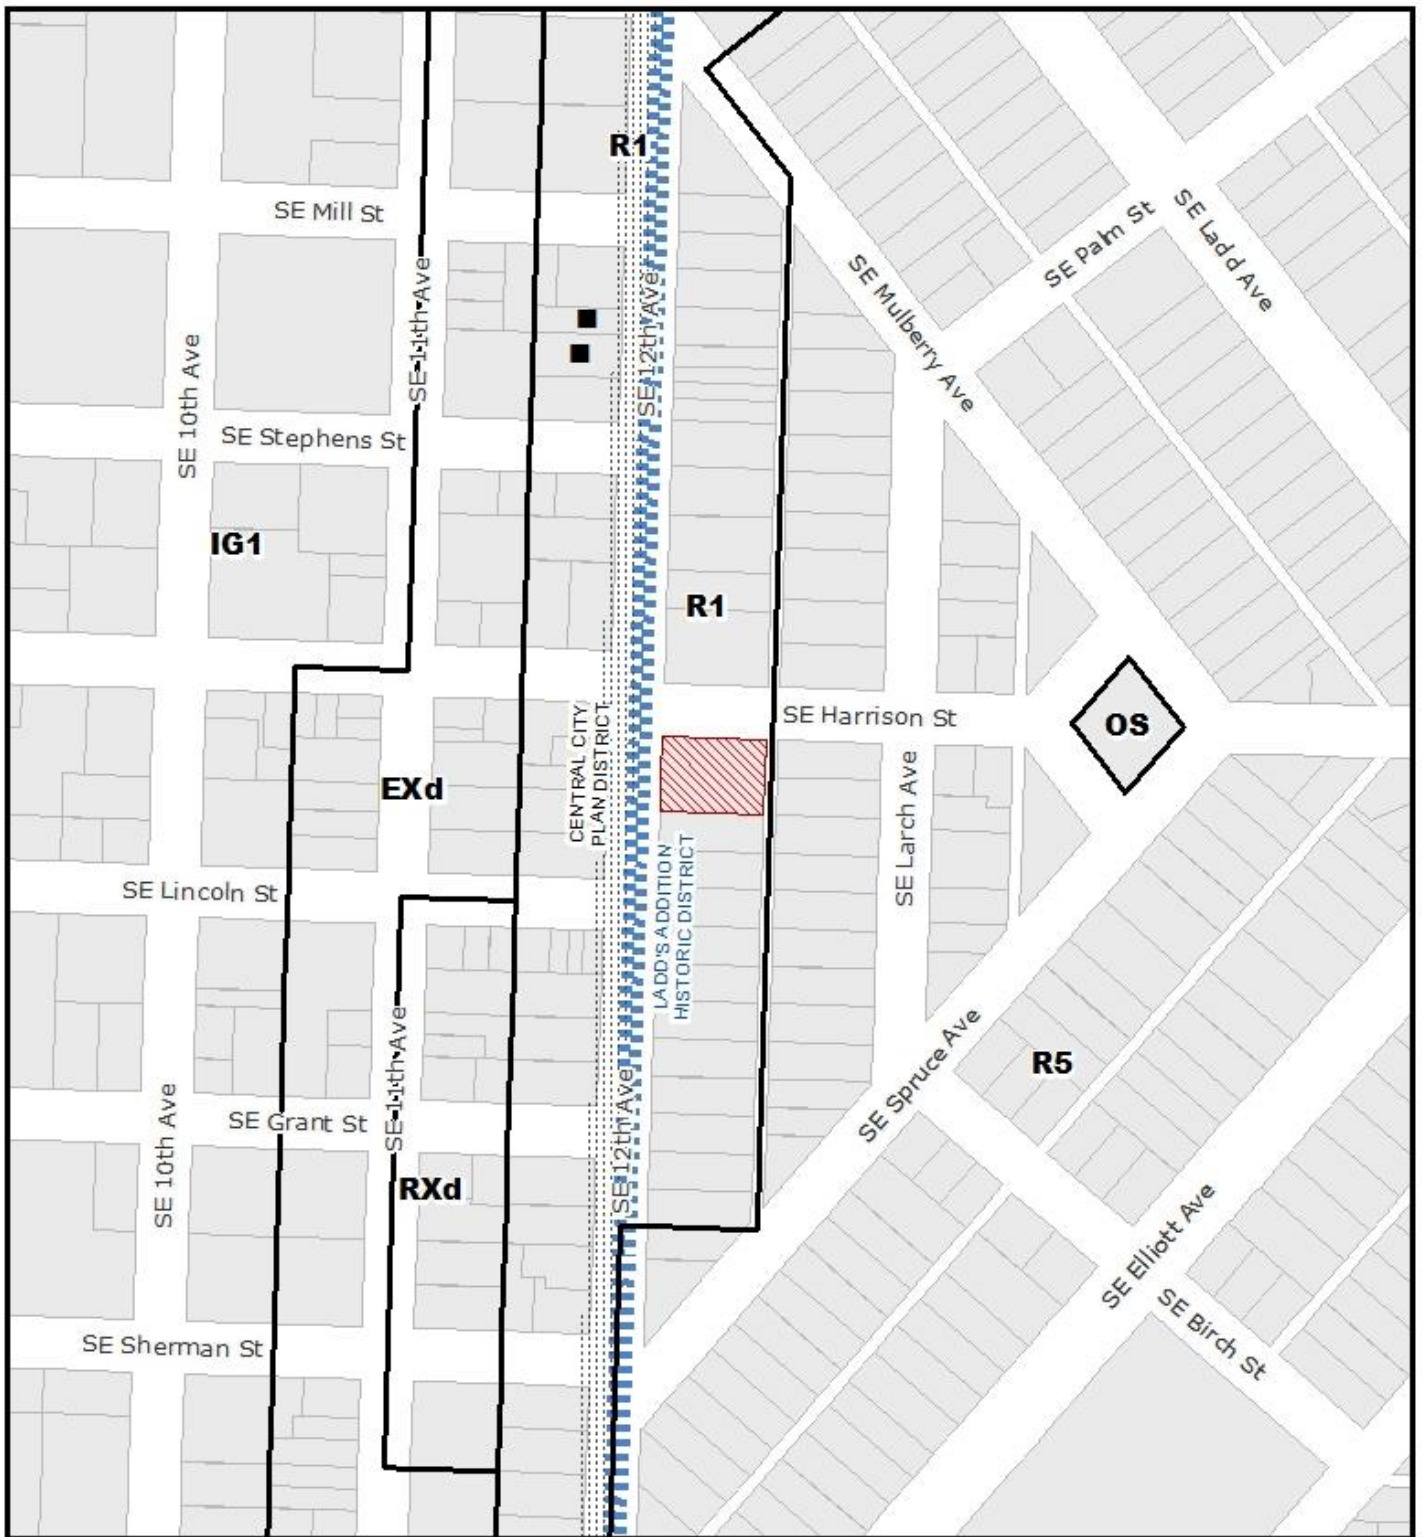 R1
SE Mill St
SE Palm St
SE Ladd Ave
SE 11th Ave
SE 12th Ave
SE Mulberry Ave
SE 10th Ave
SE Stephens St
IG1
R1
SE Harrison St
OS
CENTRAL CITY
PLAN DISTRICT
EXd
SE Larch Ave
LADD'S ADDITION
HISTORIC DISTRICT
SE Lincoln St
SE 11th Ave
SE Spruce Ave
R5
SE 12th Ave
SE 10th Ave
SE Grant St
RXd
SE Elliott Ave
SE Birch St
SE Sherman St